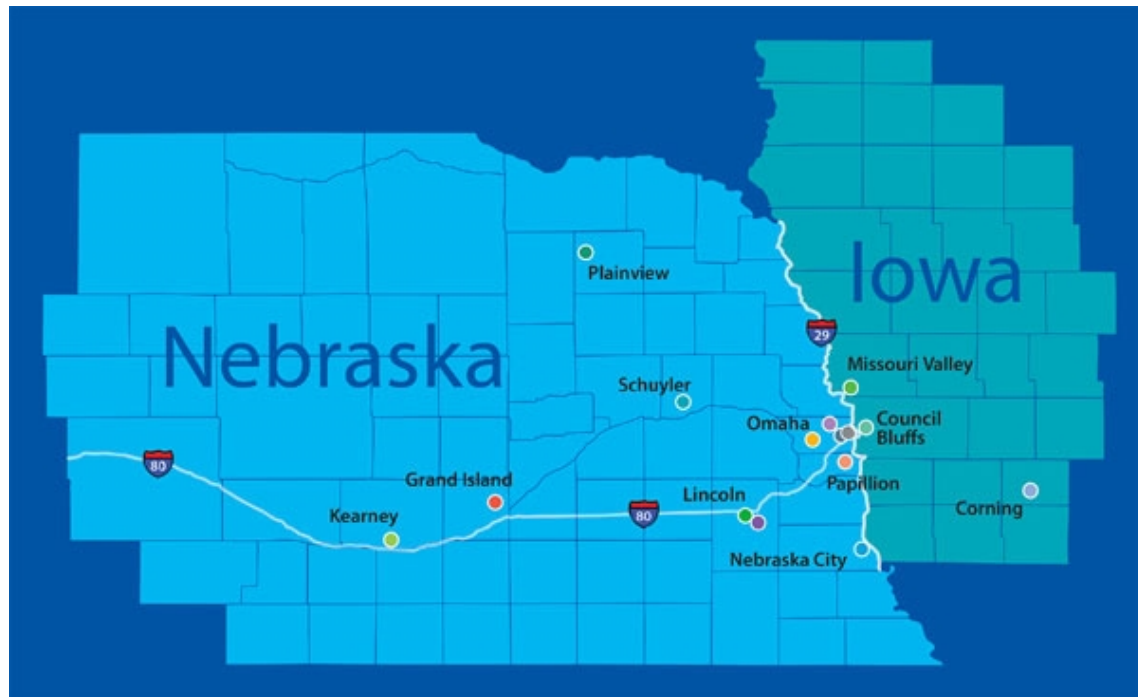 Iowa
Plainview
29
Nebraska
Missouri Valley
Schuyler
Omaha
Council
Bluffs
80
Grand Island
Papillion
Lincoln
Corning
Kearney
80
Nebraska City